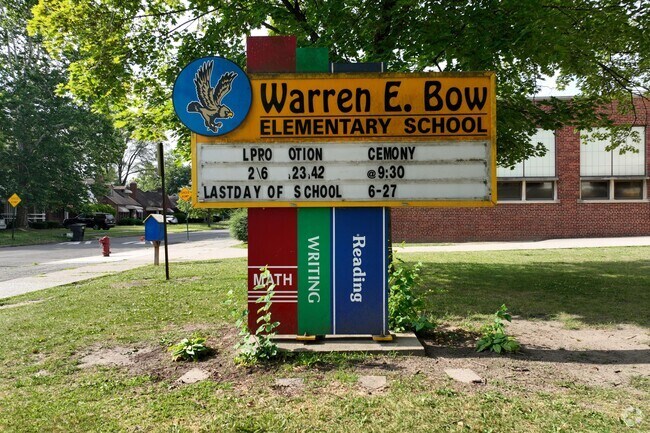 Warren E. Bow
ELEMENTARY SCHOOL
LPRO OTION CEMONY
2\6 ,23,42 @9:30
LASTDAY OF SCHOOL 6-27
MATH
WRITING
Reading